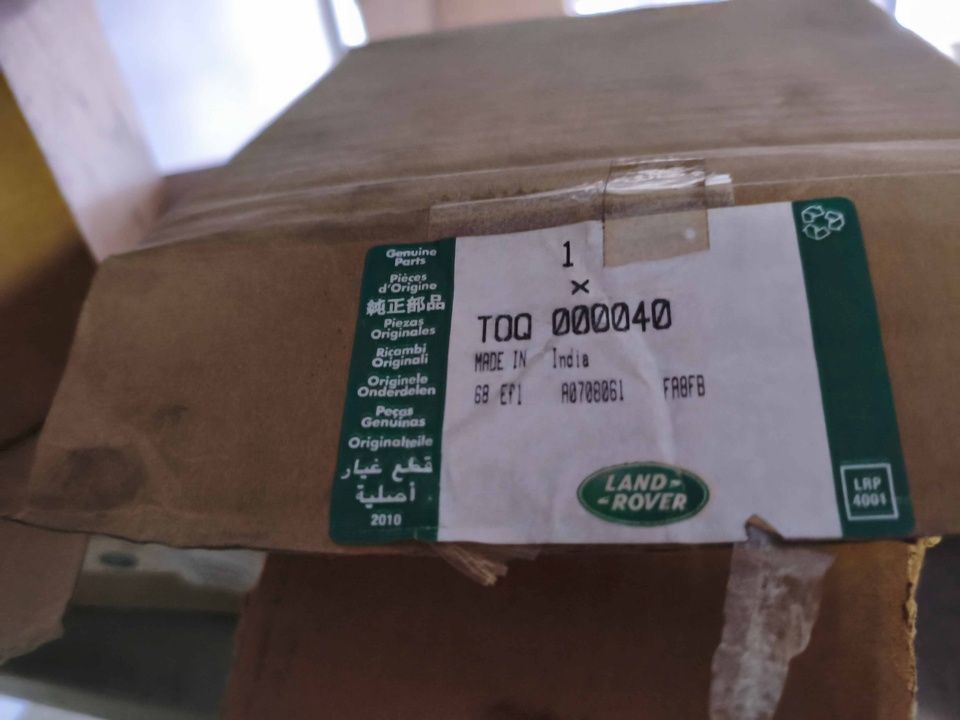 Genuine
Parts
Pièces
d'Origine
純正部品
Piezas
Originales
Ricambi
Originali
Originele
Onderdelen
Peças
Genuínas
Originalteile
قطع غيار
أصلية
2010
1
×
TOQ 000040
MADE IN India
68 Ef1 A0708061 FA8FB
LAND
ROVER
LRP
4001